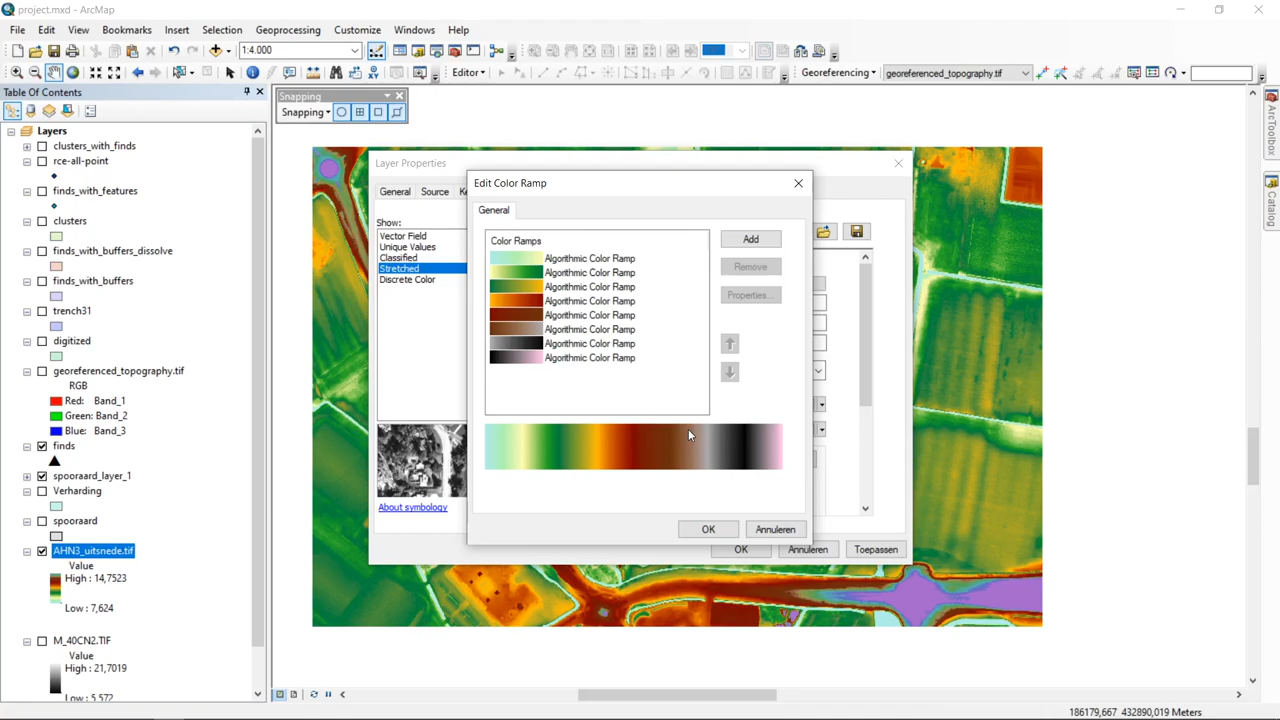 project.mxd - ArcMap
File Edit View Bookmarks Insert Selection Geoprocessing Customize Windows Help
1:4.000
Editor Georeferencing georeferenced_topography.tif
Table Of Contents
Snapping
Snapping
Layers
clusters_with_finds
rce-all-point
finds_with_features
clusters
finds_with_buffers_dissolve
finds_with_buffers
trench31
digitized
georeferenced_topography.tif
RGB
Red: Band_1
Green: Band_2
Blue: Band_3
finds
spooraard_layer_1
Verharding
spooraard
AHN3_uitsnede.tif
Value
High : 14,7523
Low : 7,624
M_40CN2.TIF
Value
High : 21,7019
Low : 5,572
Layer Properties
General Source
Show:
Vector Field
Unique Values
Classified
Stretched
Discrete Color
About symbology
OK Annuleren Toepassen
Edit Color Ramp
General
Color Ramps
Algorithmic Color Ramp
Algorithmic Color Ramp
Algorithmic Color Ramp
Algorithmic Color Ramp
Algorithmic Color Ramp
Algorithmic Color Ramp
Algorithmic Color Ramp
Algorithmic Color Ramp
Add
Remove
Properties...
OK Annuleren
ArcToolbox
Catalog
186179,667 432890,019 Meters